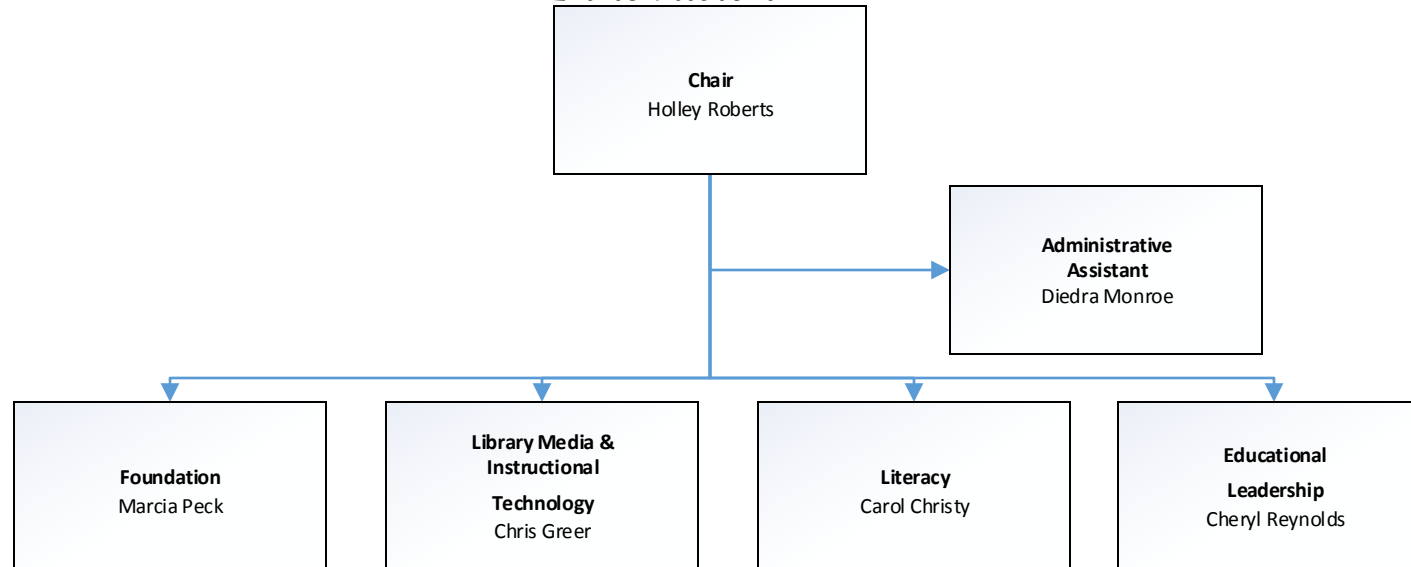 Chair
Holley Roberts
Administrative
Assistant
Diedra Monroe
Foundation
Marcia Peck
Library Media &
Instructional
Technology
Chris Greer
Literacy
Carol Christy
Educational
Leadership
Cheryl Reynolds